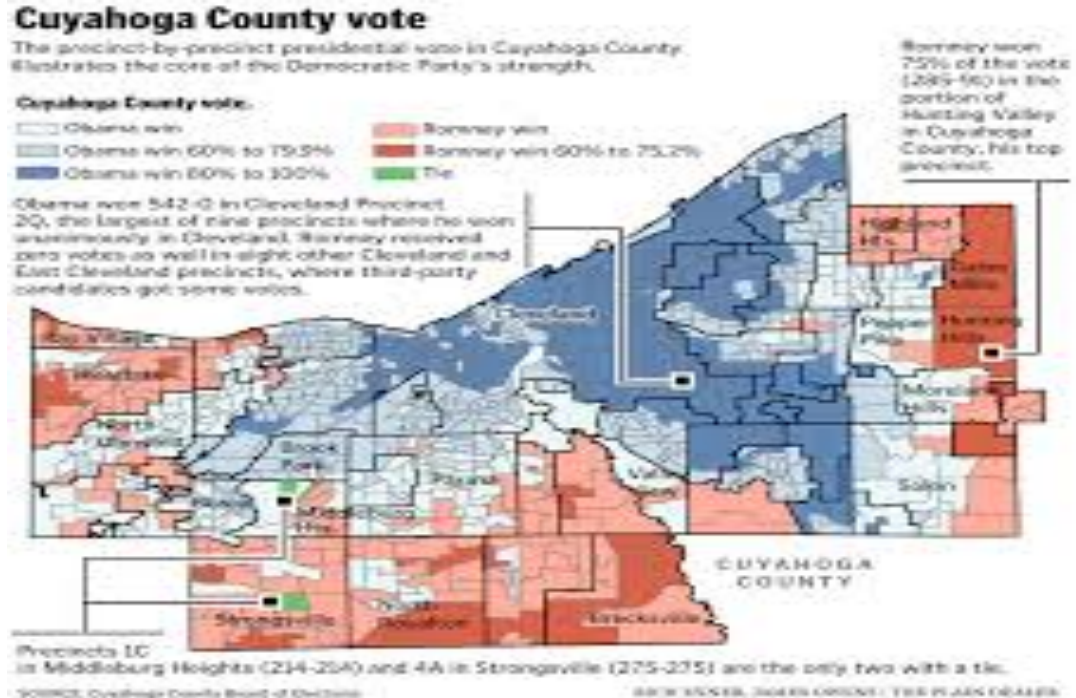 Cuyahoga County vote
The precinct-by-precinct presidential vote in Cuyahoga County
illustrates the core of the Democratic Party's strength.
Cuyahoga County vote.
Obama win
Obama win 60% to 79.9%
Obama win 80% to 100%
Romney win
Romney win 60% to 75.2%
Tie
Romney won
75% of the vote
(285-91) in the
portion of
Hunting Valley
in Cuyahoga
County, his top
precinct.
Obama won 542-0 in Cleveland Precinct
2Q, the largest of nine precincts where he won
unanimously in Cleveland. Romney received
zero votes as well in eight other Cleveland and
East Cleveland precincts, where third-party
candidates got some votes.
Highland
Hts.
Gates
Mills
Cleveland
Pepper
Pike
Hunting
Bay Village
Westlake
Moreland
Hills
North
Olmsted
Brook
Park
Parma
Valley
Solon
Middleburg
Hts.
CUYAHOGA
COUNTY
North
Royalton
Strongsville
Brecksville
Precincts 1C
in Middleburg Heights (214-214) and 4A in Strongsville (275-275) are the only two with a tie.
SOURCE: Cuyahoga County Board of Elections
THE PLAIN DEALER